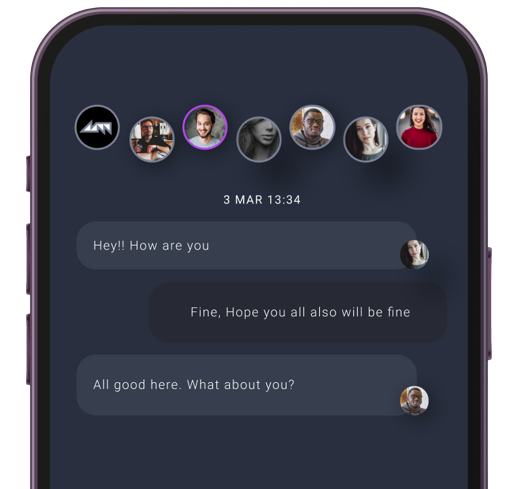 3 MAR 13:34
Hey!! How are you
Fine, Hope you all also will be fine
All good here. What about you?